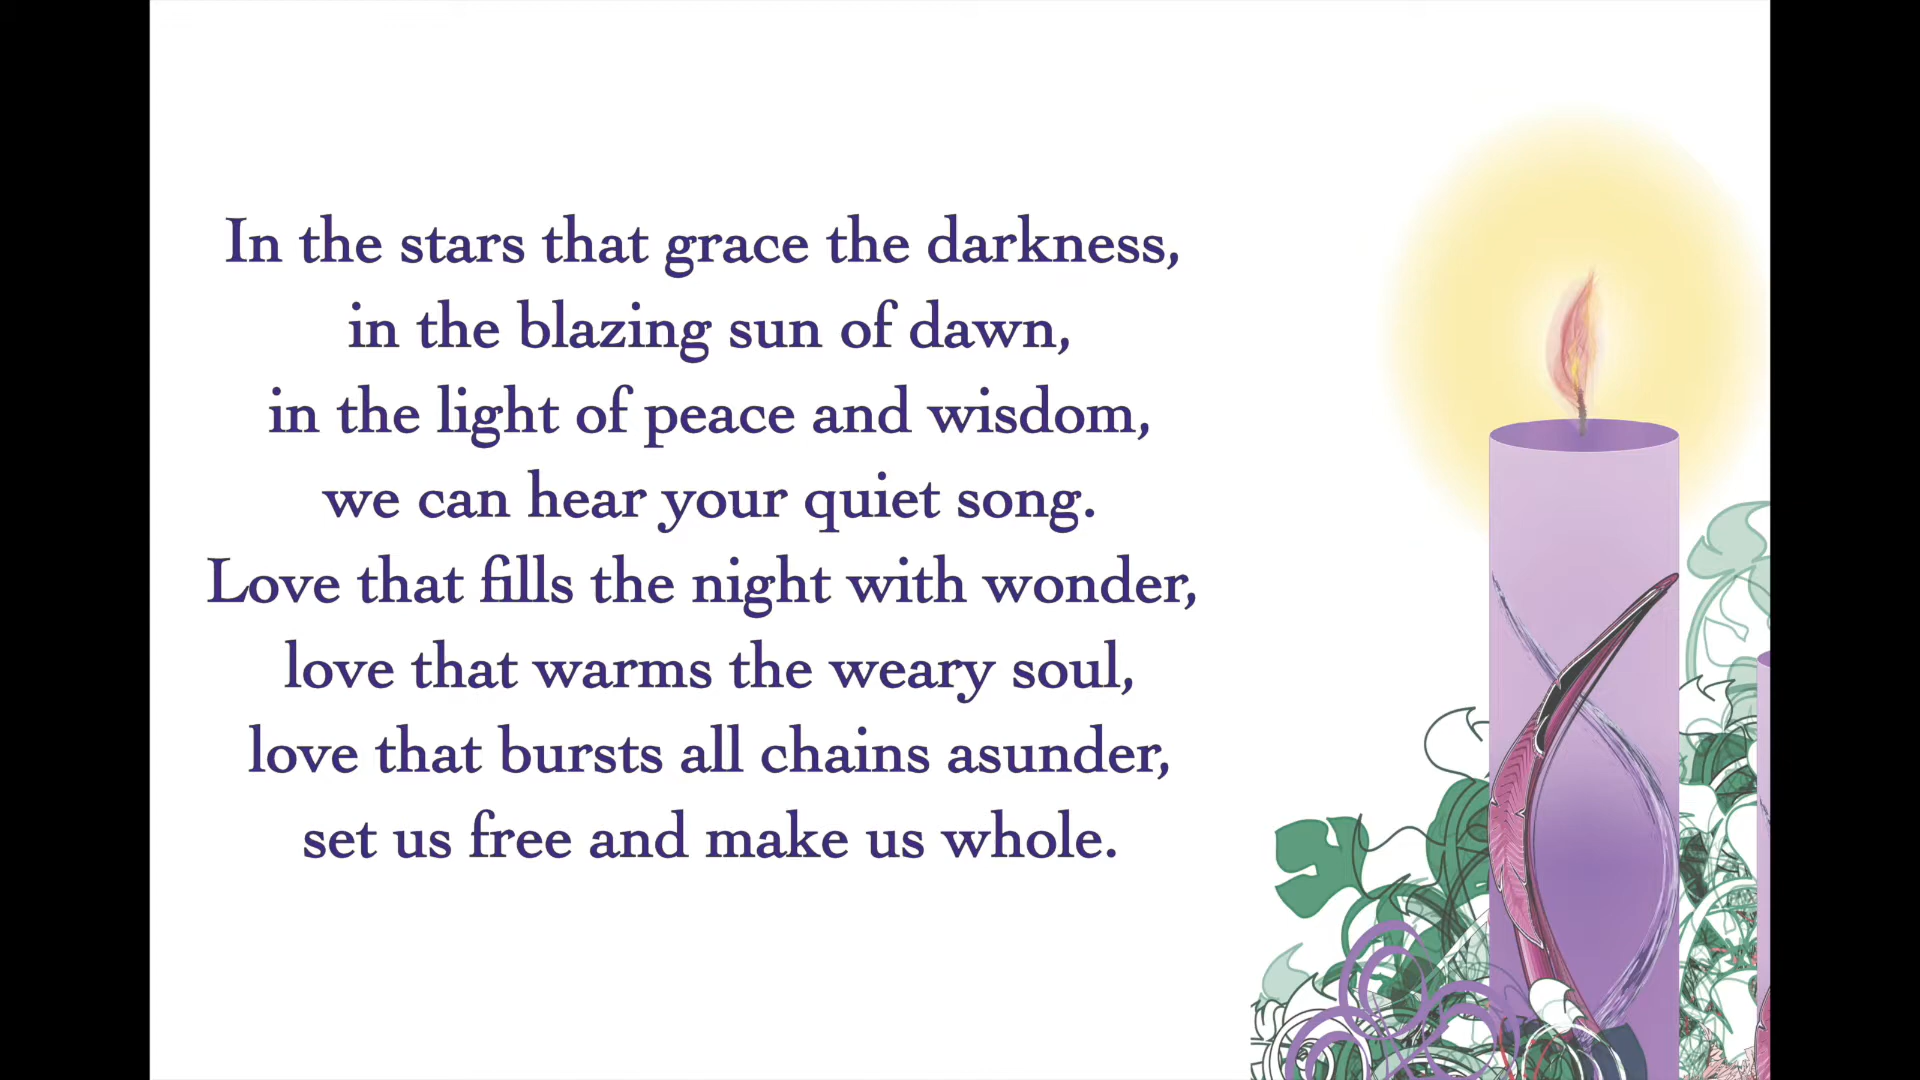 In the stars that grace the darkness,
in the blazing sun of dawn,
in the light of peace and wisdom,
we can hear your quiet song.
Love that fills the night with wonder,
love that warms the weary soul,
love that bursts all chains asunder,
set us free and make us whole.